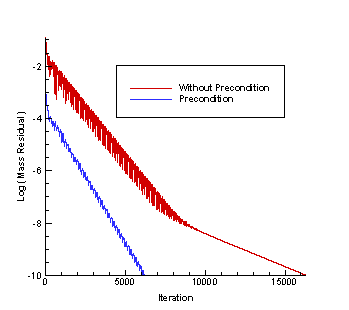 Log ( Mass Residual )
-2
-4
-6
-8
-10
Without Precondition
Precondition
0
5000
10000
15000
Iteration